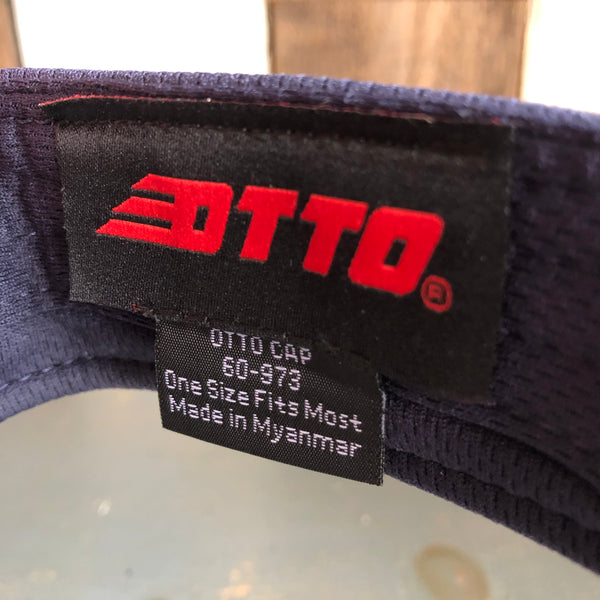 OTTO®
OTTO CAP
60-973
One Size Fits Most
Made in Myanmar